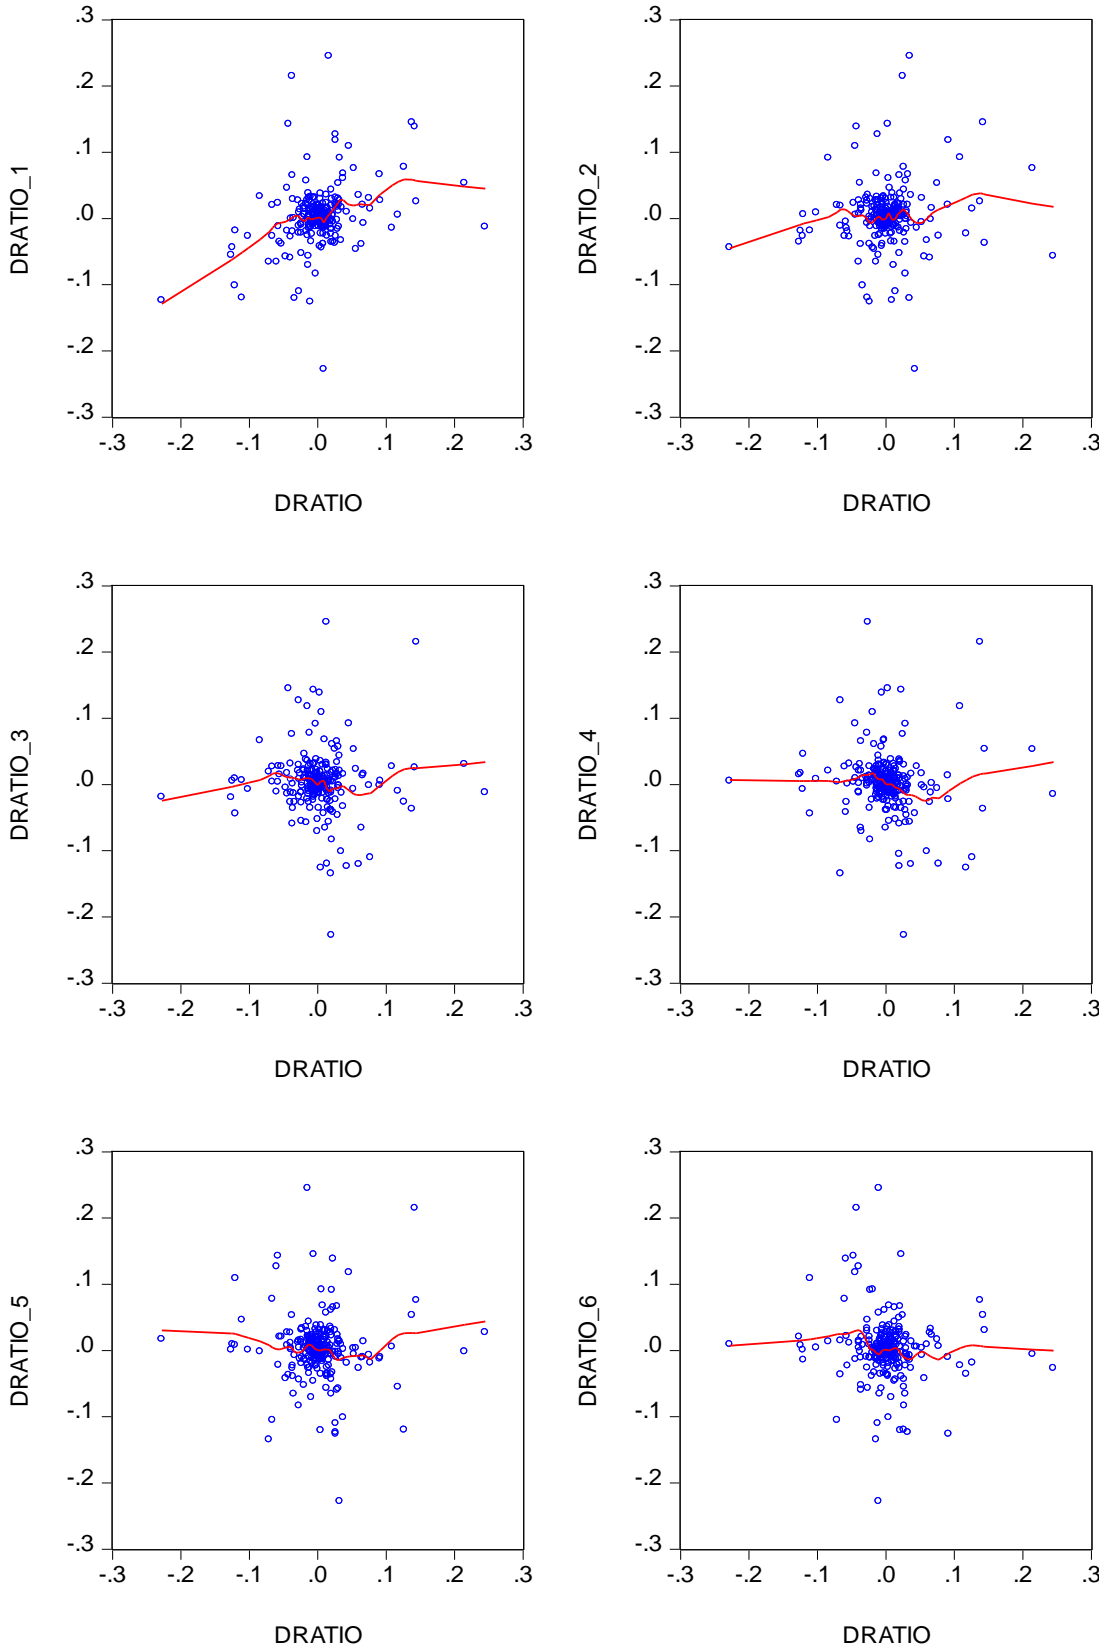 .3 .3
.2 .2
.1 .1
.0 .0
-.1 -.1
-.2 -.2
-.3 -.3
DRATIO_1 DRATIO_2
-.3 -.2 -.1 .0 .1 .2 .3 -.3 -.2 -.1 .0 .1 .2 .3
DRATIO DRATIO
.3 .3
.2 .2
.1 .1
.0 .0
-.1 -.1
-.2 -.2
-.3 -.3
DRATIO_3 DRATIO_4
-.3 -.2 -.1 .0 .1 .2 .3 -.3 -.2 -.1 .0 .1 .2 .3
DRATIO DRATIO
.3 .3
.2 .2
.1 .1
.0 .0
-.1 -.1
-.2 -.2
-.3 -.3
DRATIO_5 DRATIO_6
-.3 -.2 -.1 .0 .1 .2 .3 -.3 -.2 -.1 .0 .1 .2 .3
DRATIO DRATIO